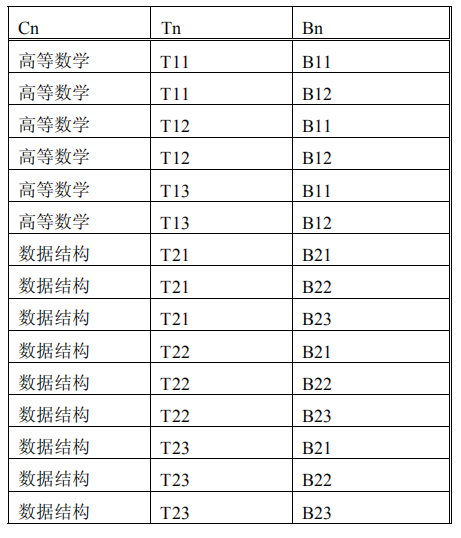 Cn Tn Bn
高等数学 T11 B11
高等数学 T11 B12
高等数学 T12 B11
高等数学 T12 B12
高等数学 T13 B11
高等数学 T13 B12
数据结构 T21 B21
数据结构 T21 B22
数据结构 T21 B23
数据结构 T22 B21
数据结构 T22 B22
数据结构 T22 B23
数据结构 T23 B21
数据结构 T23 B22
数据结构 T23 B23